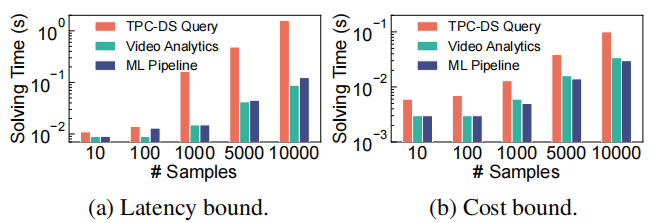 Solving Time (s)
10⁰
10⁻¹
10⁻²
TPC-DS Query
Video Analytics
ML Pipeline
10 100 1000 5000 10000
# Samples
(a) Latency bound.
Solving Time (s)
10⁻¹
10⁻²
10⁻³
TPC-DS Query
Video Analytics
ML Pipeline
10 100 1000 5000 10000
# Samples
(b) Cost bound.